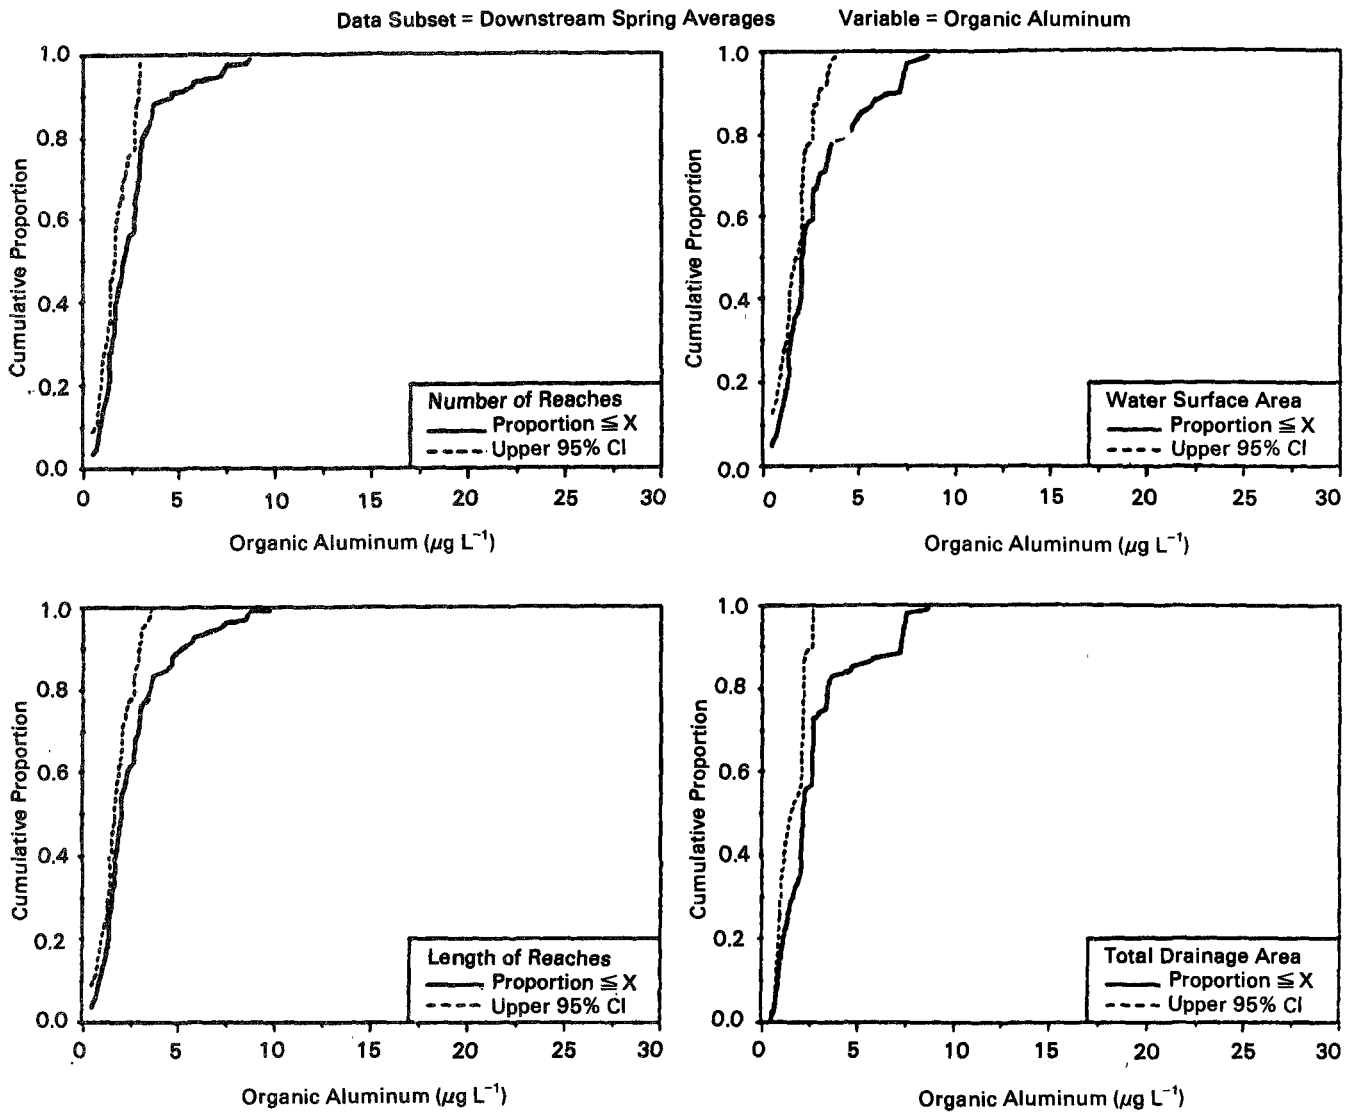 Data Subset = Downstream Spring Averages Variable = Organic Aluminum
1.0
0.8
0.6
0.4
0.2
0.0
Cumulative Proportion
Number of Reaches
Proportion ≦ X
Upper 95% CI
0 5 10 15 20 25 30
Organic Aluminum (µg L⁻¹)
1.0
0.8
0.6
0.4
0.2
0.0
Cumulative Proportion
Water Surface Area
Proportion ≦ X
Upper 95% CI
0 5 10 15 20 25 30
Organic Aluminum (µg L⁻¹)
1.0
0.8
0.6
0.4
0.2
0.0
Cumulative Proportion
Length of Reaches
Proportion ≦ X
Upper 95% CI
0 5 10 15 20 25 30
Organic Aluminum (µg L⁻¹)
1.0
0.8
0.6
0.4
0.2
0.0
Cumulative Proportion
Total Drainage Area
Proportion ≦ X
Upper 95% CI
0 5 10 15 20 25 30
Organic Aluminum (µg L⁻¹)